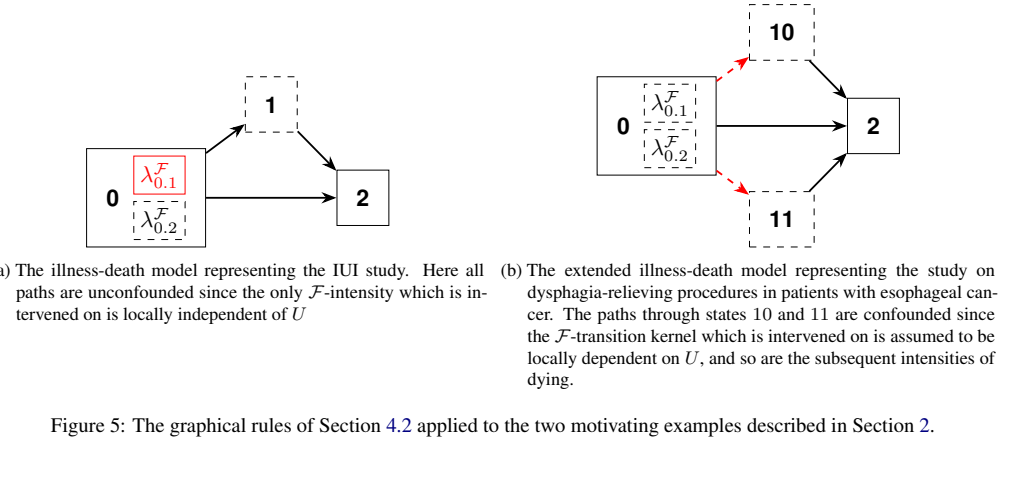 1
0
λ^F_{0.1}
λ^F_{0.2}
2
10
0
λ^F_{0.1}
λ^F_{0.2}
2
11
a) The illness-death model representing the IUI study. Here all
paths are unconfounded since the only F-intensity which is in-
tervened on is locally independent of U
(b) The extended illness-death model representing the study on
dysphagia-relieving procedures in patients with esophageal can-
cer. The paths through states 10 and 11 are confounded since
the F-transition kernel which is intervened on is assumed to be
locally dependent on U, and so are the subsequent intensities of
dying.
Figure 5: The graphical rules of Section 4.2 applied to the two motivating examples described in Section 2.